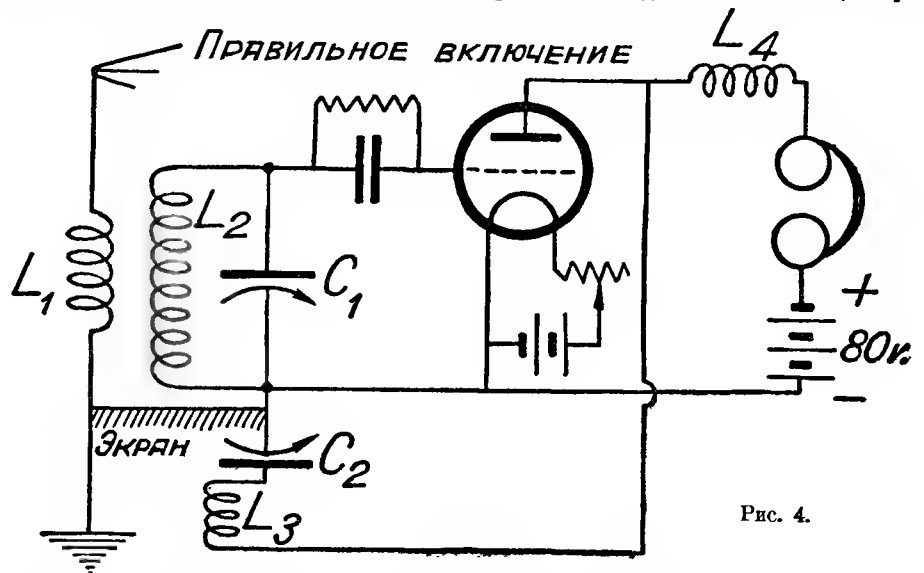 Правильное включение
L4
L2
L1
C1
+
80v.
−
Экран
C2
L3
Рис. 4.